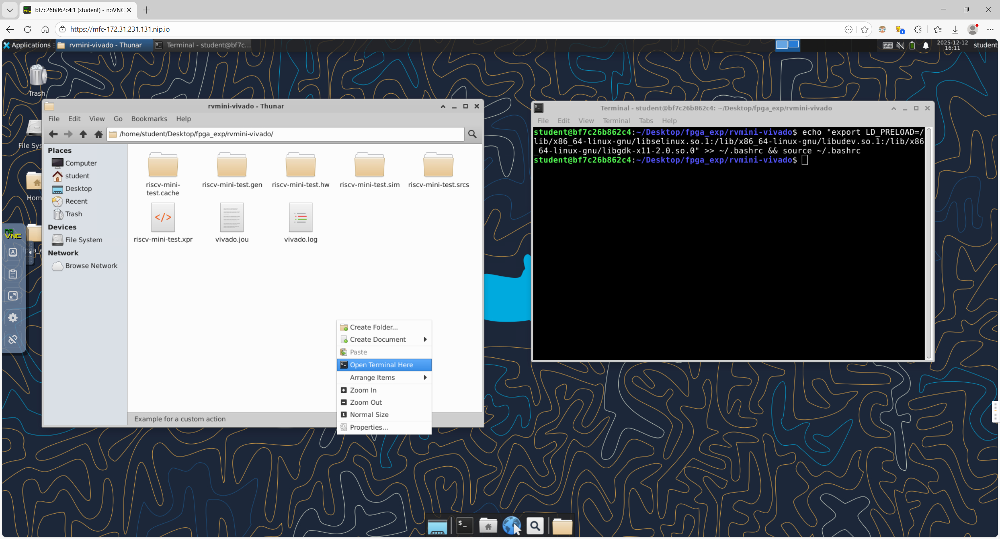 bf7c26b862c4:1 (student) - noVNC
https://mfc-172.31.231.131.nip.io
Applications
rvmini-vivado - Thunar
Terminal - student@bf7c...
2025-12-12
16:11
student
Trash
File Sys
Hom
rvmini-vivado - Thunar
File Edit View Go Bookmarks Help
/home/student/Desktop/fpga_exp/rvmini-vivado/
Places
Computer
student
Desktop
Recent
Trash
Devices
File System
Network
Browse Network
riscv-mini-
test.cache
riscv-mini-test.gen
riscv-mini-test.hw
riscv-mini-test.sim
riscv-mini-test.srcs
riscv-mini-test.xpr
vivado.jou
vivado.log
Create Folder...
Create Document
Paste
Open Terminal Here
Arrange Items
Zoom In
Zoom Out
Normal Size
Properties...
Example for a custom action
Terminal - student@bf7c26b862c4: ~/Desktop/fpga_exp/rvmini-vivado
File Edit View Terminal Tabs Help
student@bf7c26b862c4:~/Desktop/fpga_exp/rvmini-vivado$ echo "export LD_PRELOAD=/
lib/x86_64-linux-gnu/libselinux.so.1:/lib/x86_64-linux-gnu/libudev.so.1:/lib/x86
_64-linux-gnu/libgdk-x11-2.0.so.0" >> ~/.bashrc && source ~/.bashrc
student@bf7c26b862c4:~/Desktop/fpga_exp/rvmini-vivado$
no
VNC
A